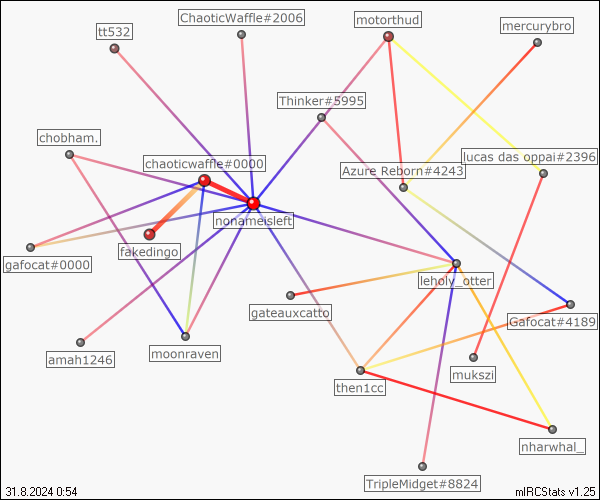 ChaoticWaffle#2006
motorthud
tt532
mercurybro
Thinker#5995
chobham.
chaoticwaffle#0000
lucas das oppai#2396
Azure Reborn#4243
nonameisleft
fakedingo
gafocat#0000
leholy_otter
gateauxcatto
Gafocat#4189
amah1246
moonraven
mukszi
then1cc
nharwhal_
TripleMidget#8824
31.8.2024 0:54
mIRCStats v1.25